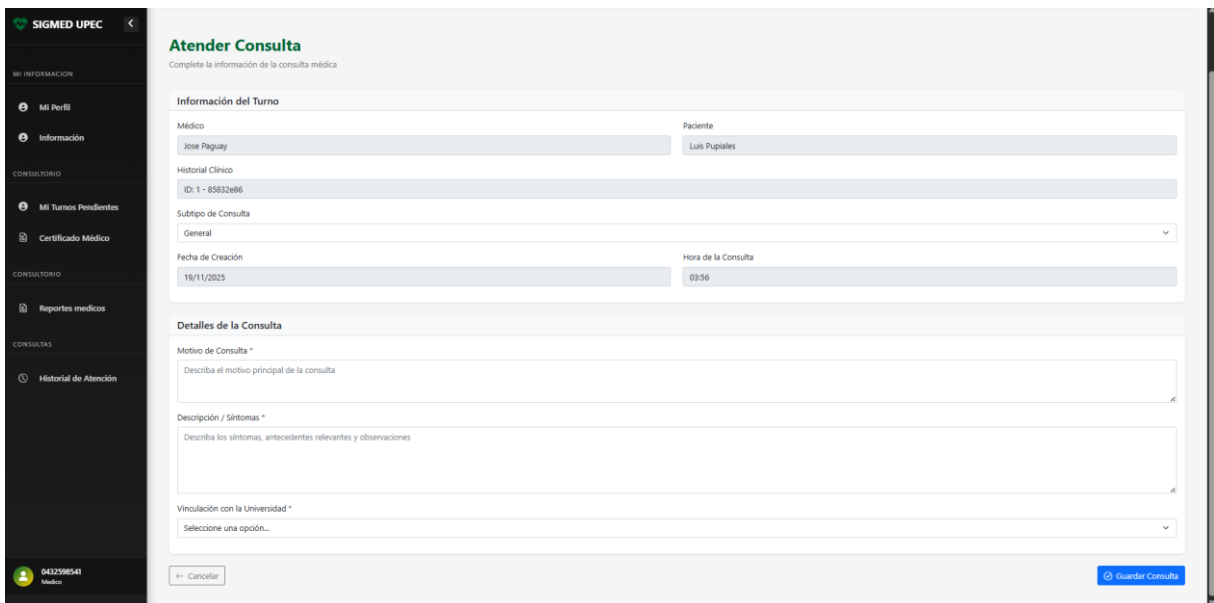 SIGMED UPEC
MI INFORMACION
Mi Perfil
Información
CONSULTORIO
Mi Turnos Pendientes
Certificado Médico
CONSULTORIO
Reportes medicos
CONSULTAS
Historial de Atención
0432598541
Medico
Atender Consulta
Complete la información de la consulta médica
Información del Turno
Médico Paciente
Jose Paguay Luis Pupiales
Historial Clínico
ID: 1 - 85832e86
Subtipo de Consulta
General
Fecha de Creación Hora de la Consulta
19/11/2025 03:56
Detalles de la Consulta
Motivo de Consulta *
Describa el motivo principal de la consulta
Descripción / Síntomas *
Describa los síntomas, antecedentes relevantes y observaciones
Vinculación con la Universidad *
Seleccione una opción...
← Cancelar Guardar Consulta